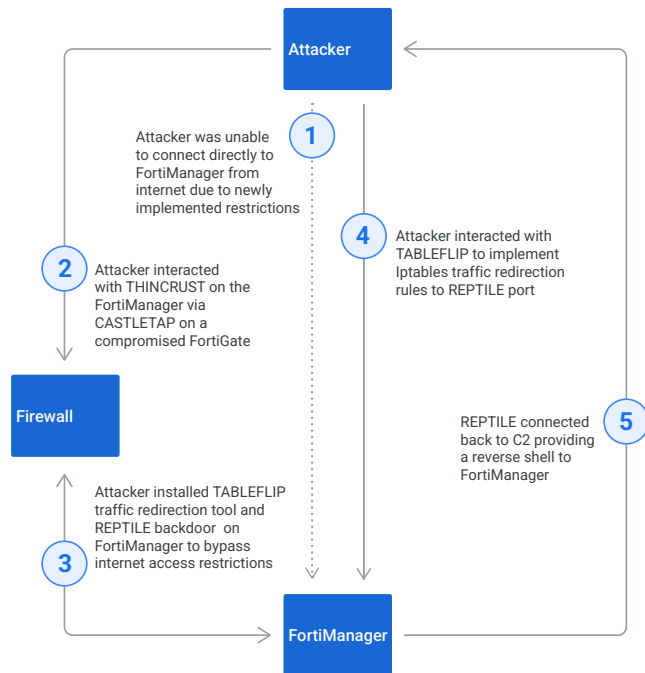 Attacker
1
Attacker was unable
to connect directly to
FortiManager from
internet due to newly
implemented restrictions
2
Attacker interacted
with THINCRUST on the
FortiManager via
CASTLETAP on a
compromised FortiGate
4
Attacker interacted with
TABLEFLIP to implement
Iptables traffic redirection
rules to REPTILE port
Firewall
5
REPTILE connected
back to C2 providing
a reverse shell to
FortiManager
3
Attacker installed TABLEFLIP
traffic redirection tool and
REPTILE backdoor on
FortiManager to bypass
internet access restrictions
FortiManager